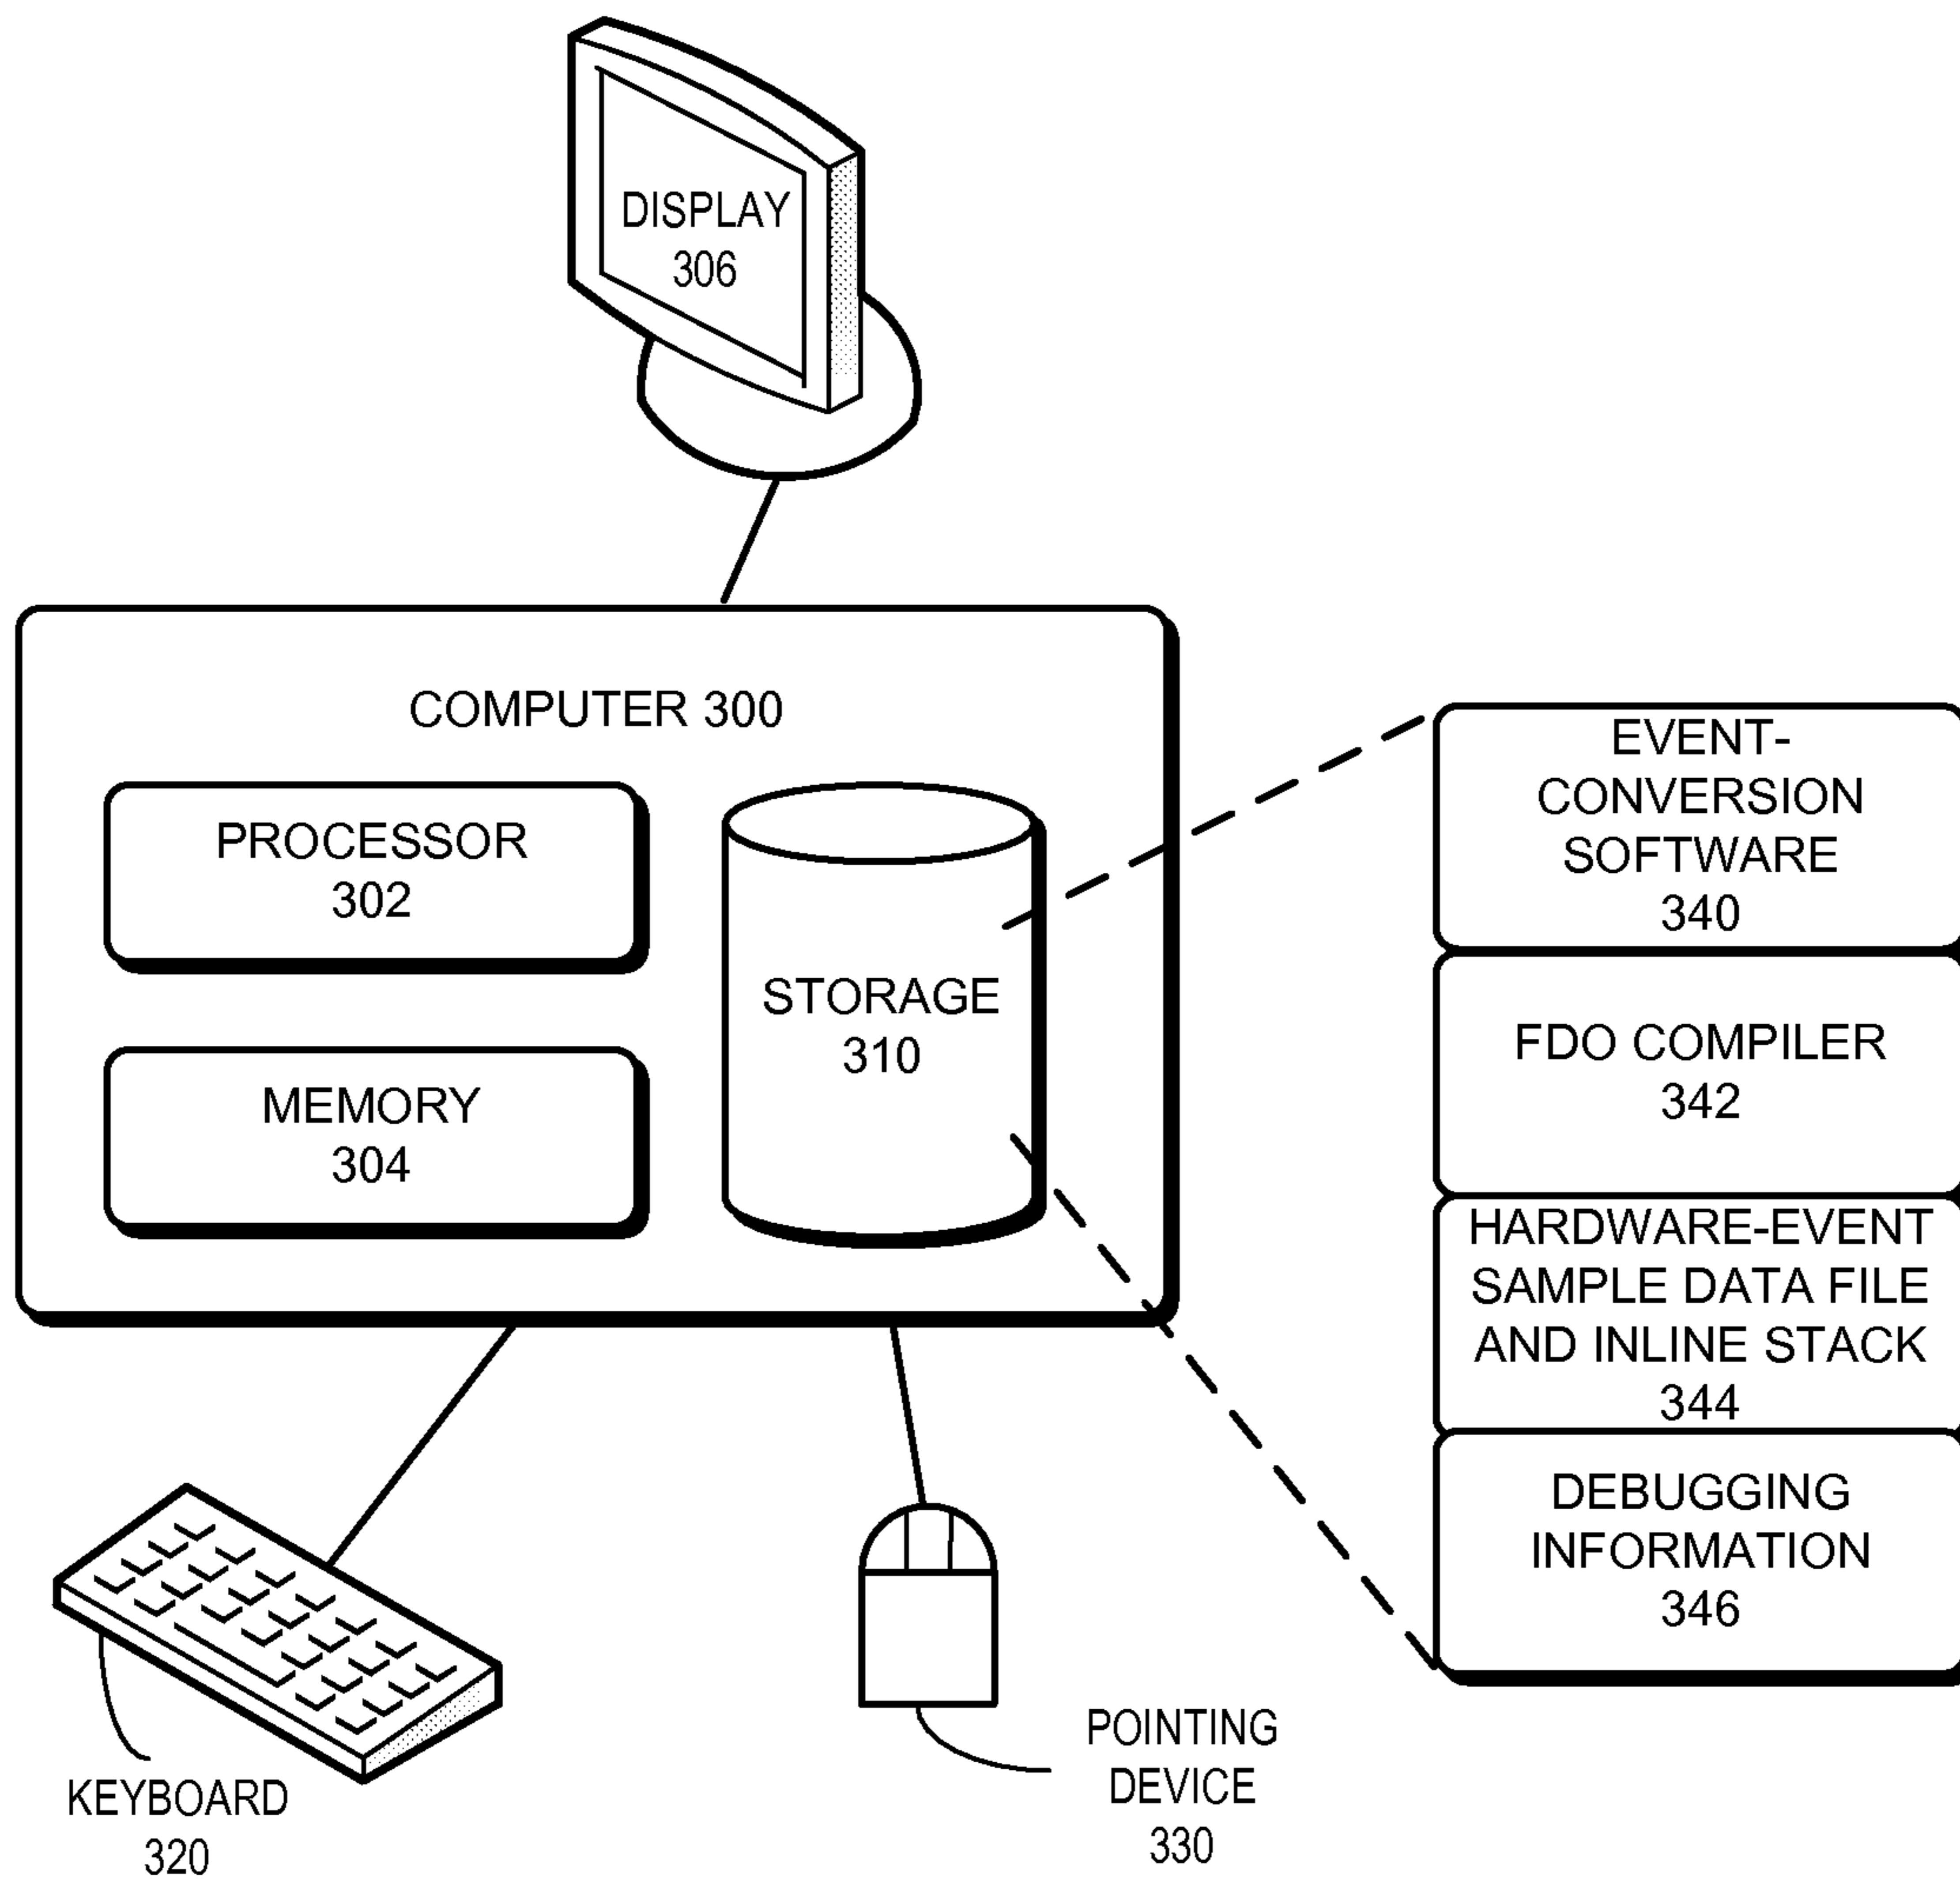 DISPLAY
306
COMPUTER 300
PROCESSOR
302
MEMORY
304
STORAGE
310
EVENT-
CONVERSION
SOFTWARE
340
FDO COMPILER
342
HARDWARE-EVENT
SAMPLE DATA FILE
AND INLINE STACK
344
DEBUGGING
INFORMATION
346
KEYBOARD
320
POINTING
DEVICE
330